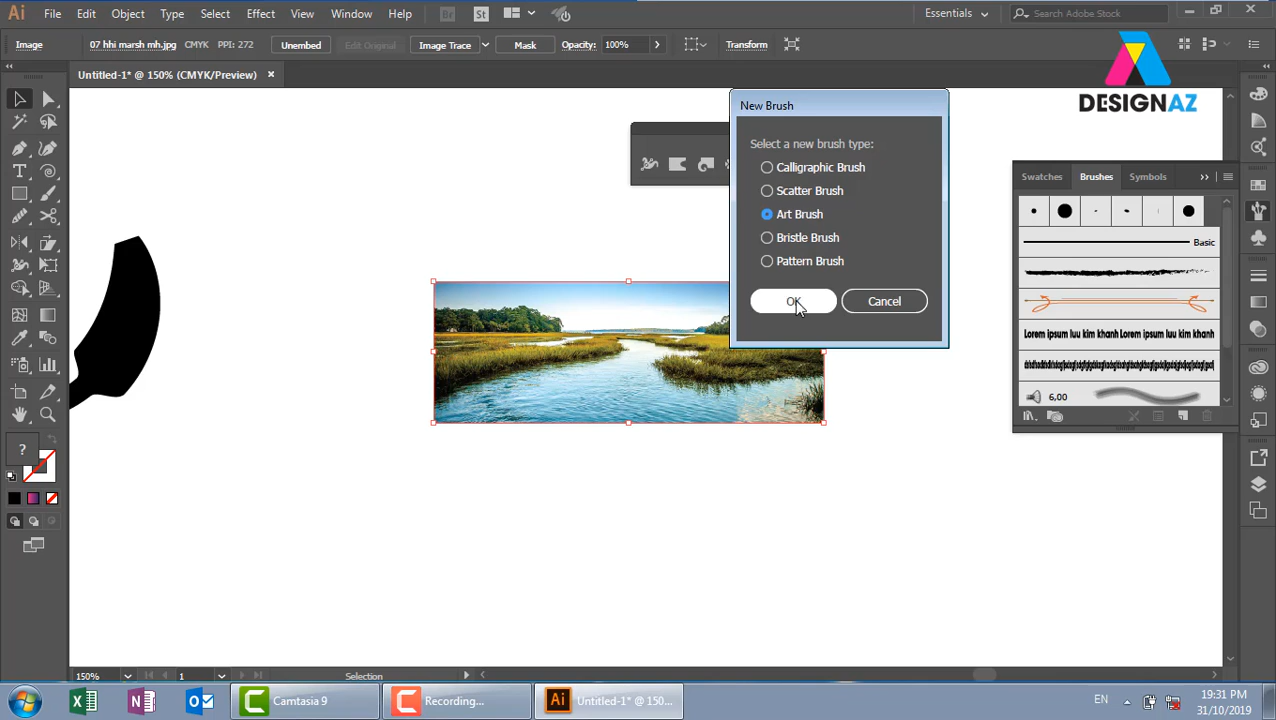 Ai File Edit Object Type Select Effect View Window Help Br St Essentials Search Adobe Stock
Image 07 hhi marsh mh.jpg CMYK PPI: 272 Unembed Edit Original Image Trace Mask Opacity: 100% Transform
Untitled-1* @ 150% (CMYK/Preview)
DESIGNAZ
New Brush
Select a new brush type:
Calligraphic Brush
Scatter Brush
Art Brush
Bristle Brush
Pattern Brush
OK Cancel
Swatches Brushes Symbols
Basic
Lorem ipsum luu kim khanh Lorem ipsum luu kim khanh
6,00
?
150% 1 Selection
Camtasia 9 Recording... Ai Untitled-1* @ 150... EN 19:31 PM
31/10/2019